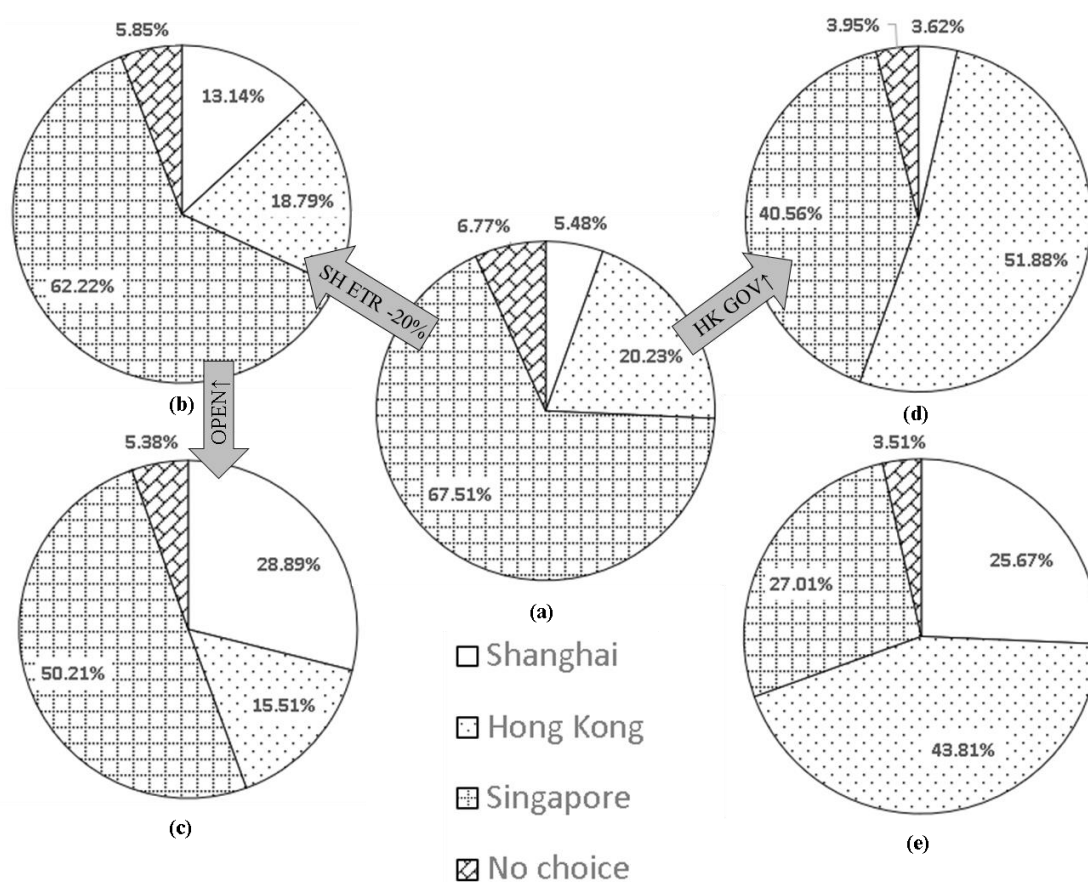 5.85%
13.14%
18.79%
62.22%
(b)
SH ETR -20%
OPEN↑
6.77%
5.48%
20.23%
67.51%
(a)
HK GOV↑
3.95%
3.62%
40.56%
51.88%
(d)
5.38%
28.89%
50.21%
15.51%
(c)
3.51%
25.67%
27.01%
43.81%
(e)
Shanghai
Hong Kong
Singapore
No choice